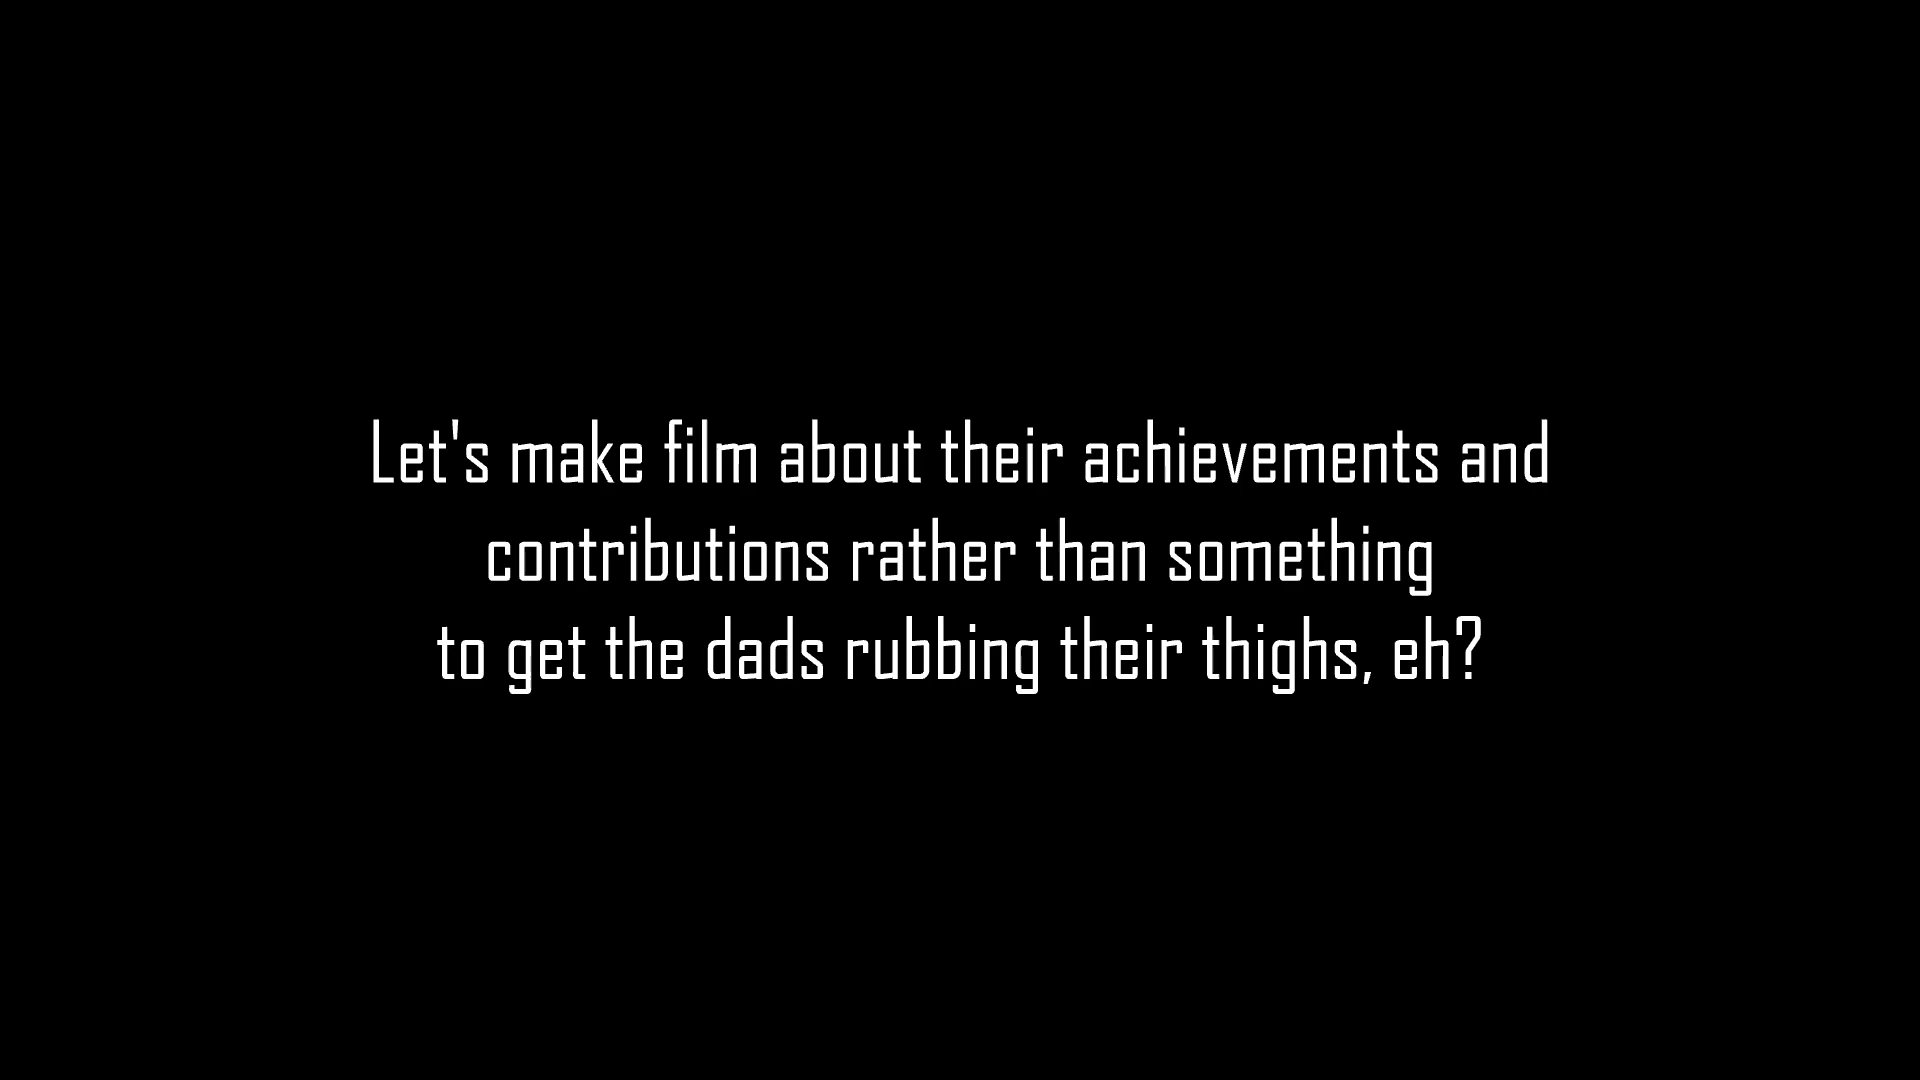 Let's make film about their achievements and
contributions rather than something
to get the dads rubbing their thighs, eh?